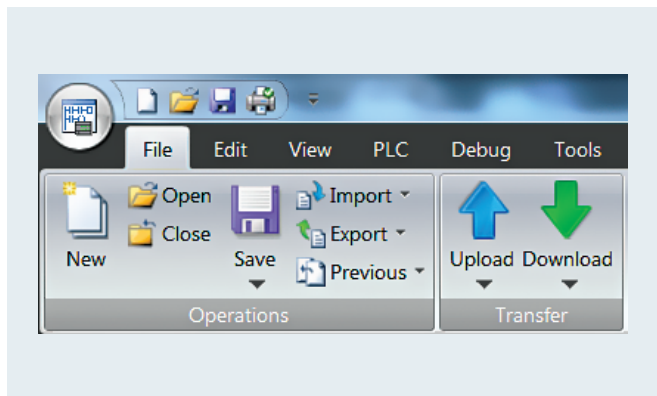 File Edit View PLC Debug Tools
New
Open
Close
Save
Import
Export
Previous
Operations
Upload Download
Transfer